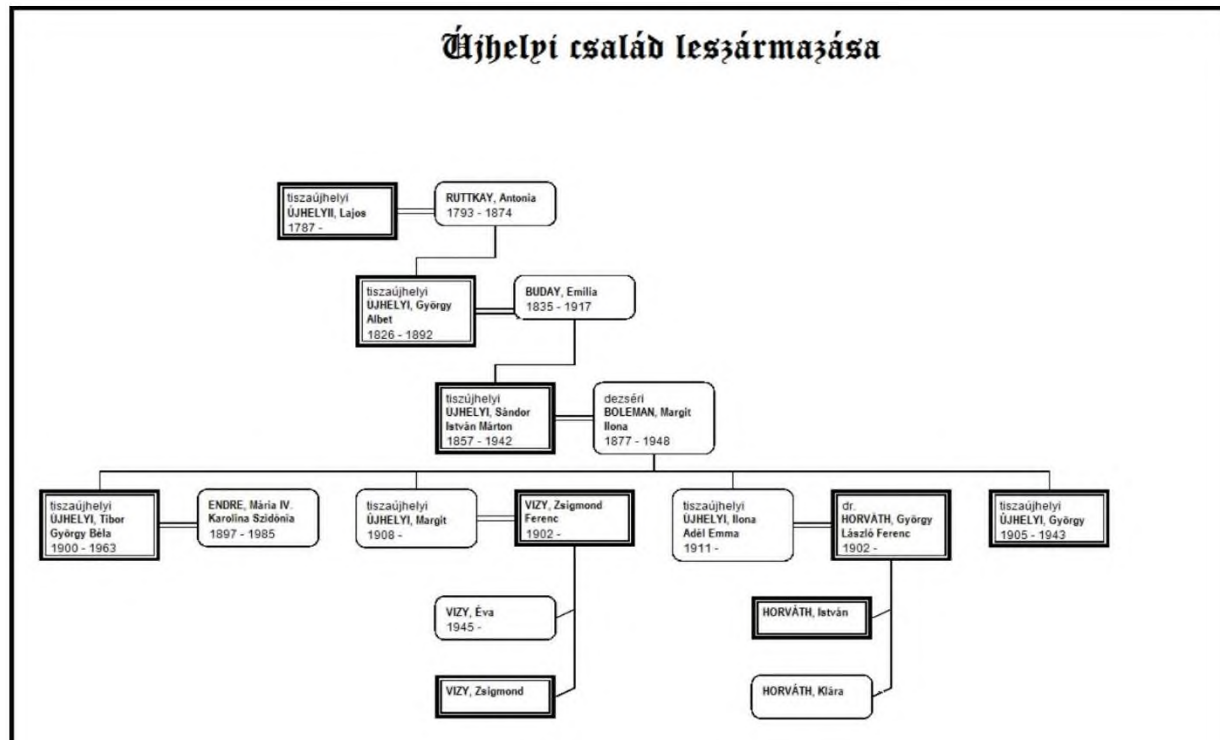 Újhelyi család leszármazása
tiszaújhelyi
ÚJHELYII, Lajos
1787 -
RUTTKAY, Antonia
1793 - 1874
tiszaújhelyi
ÚJHELYI, György
Albet
1826 - 1892
BUDAY, Emilia
1835 - 1917
tiszújhelyi
ÚJHELYI, Sándor
István Márton
1857 - 1942
dezséri
BOLEMAN, Margit
Ilona
1877 - 1948
tiszaújhelyi
ÚJHELYI, Tibor
György Béla
1900 - 1963
ENDRE, Mária IV.
Karolina Szidónia
1897 - 1985
tiszaújhelyi
ÚJHELYI, Margit
1908 -
VIZY, Zsigmond
Ferenc
1902 -
tiszaújhelyi
ÚJHELYI, Ilona
Adél Emma
1911 -
dr.
HORVÁTH, György
László Ferenc
1902 -
tiszaújhelyi
ÚJHELYI, György
1905 - 1943
VIZY, Éva
1945 -
HORVÁTH, István
VIZY, Zsigmond
HORVÁTH, Klára